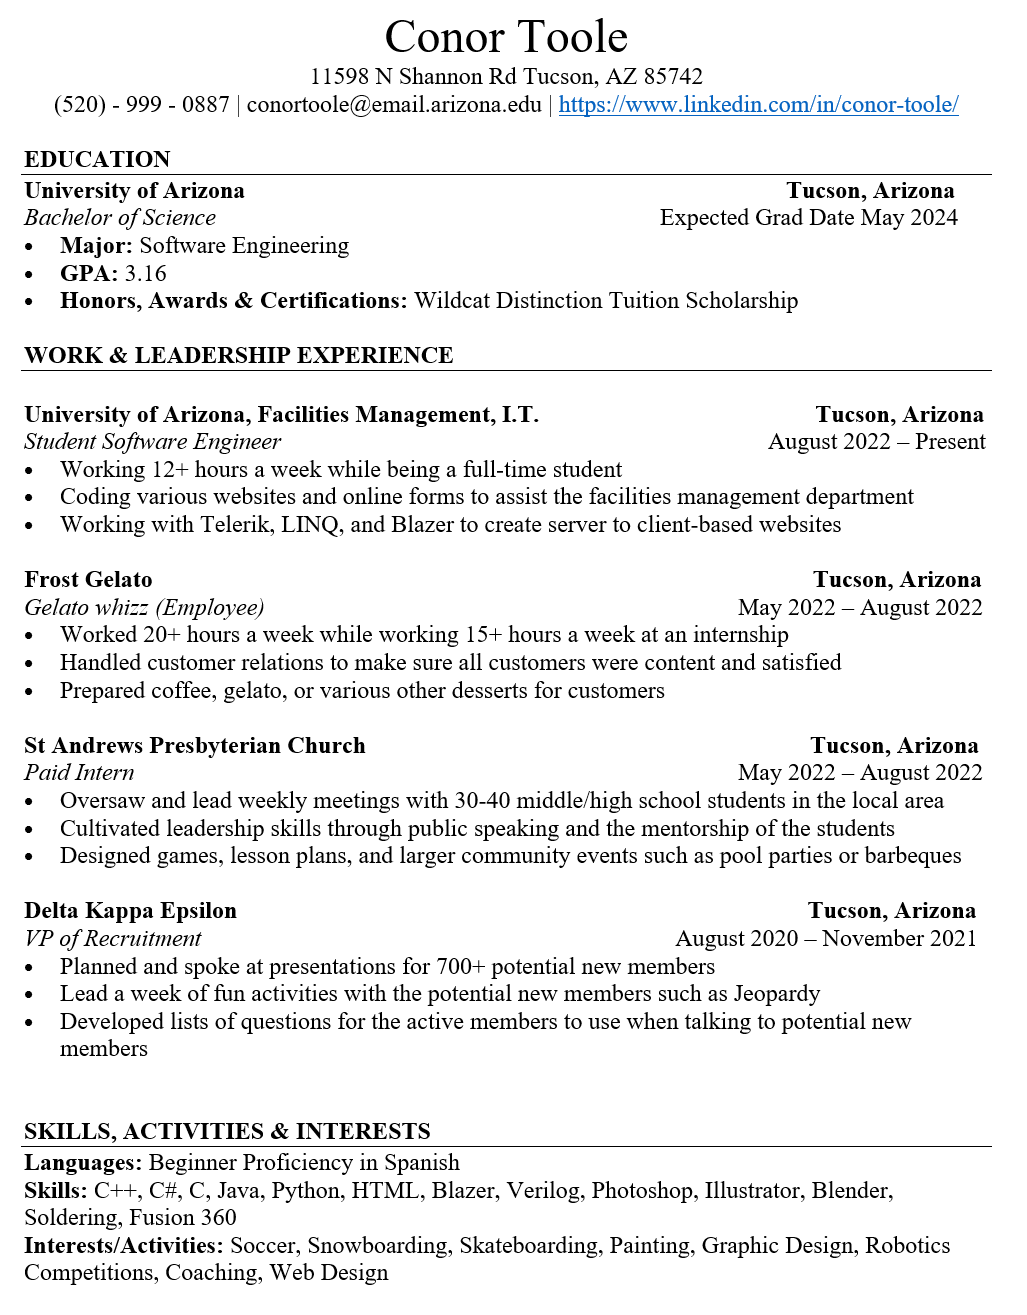 Conor Toole
11598 N Shannon Rd Tucson, AZ 85742
(520) - 999 - 0887 | conortoole@email.arizona.edu | https://www.linkedin.com/in/conor-toole/
EDUCATION
University of Arizona Tucson, Arizona
Bachelor of Science Expected Grad Date May 2024
• Major: Software Engineering
• GPA: 3.16
• Honors, Awards & Certifications: Wildcat Distinction Tuition Scholarship
WORK & LEADERSHIP EXPERIENCE
University of Arizona, Facilities Management, I.T. Tucson, Arizona
Student Software Engineer August 2022 – Present
• Working 12+ hours a week while being a full-time student
• Coding various websites and online forms to assist the facilities management department
• Working with Telerik, LINQ, and Blazer to create server to client-based websites
Frost Gelato Tucson, Arizona
Gelato whizz (Employee) May 2022 – August 2022
• Worked 20+ hours a week while working 15+ hours a week at an internship
• Handled customer relations to make sure all customers were content and satisfied
• Prepared coffee, gelato, or various other desserts for customers
St Andrews Presbyterian Church Tucson, Arizona
Paid Intern May 2022 – August 2022
• Oversaw and lead weekly meetings with 30-40 middle/high school students in the local area
• Cultivated leadership skills through public speaking and the mentorship of the students
• Designed games, lesson plans, and larger community events such as pool parties or barbeques
Delta Kappa Epsilon Tucson, Arizona
VP of Recruitment August 2020 – November 2021
• Planned and spoke at presentations for 700+ potential new members
• Lead a week of fun activities with the potential new members such as Jeopardy
• Developed lists of questions for the active members to use when talking to potential new
members
SKILLS, ACTIVITIES & INTERESTS
Languages: Beginner Proficiency in Spanish
Skills: C++, C#, C, Java, Python, HTML, Blazer, Verilog, Photoshop, Illustrator, Blender,
Soldering, Fusion 360
Interests/Activities: Soccer, Snowboarding, Skateboarding, Painting, Graphic Design, Robotics
Competitions, Coaching, Web Design